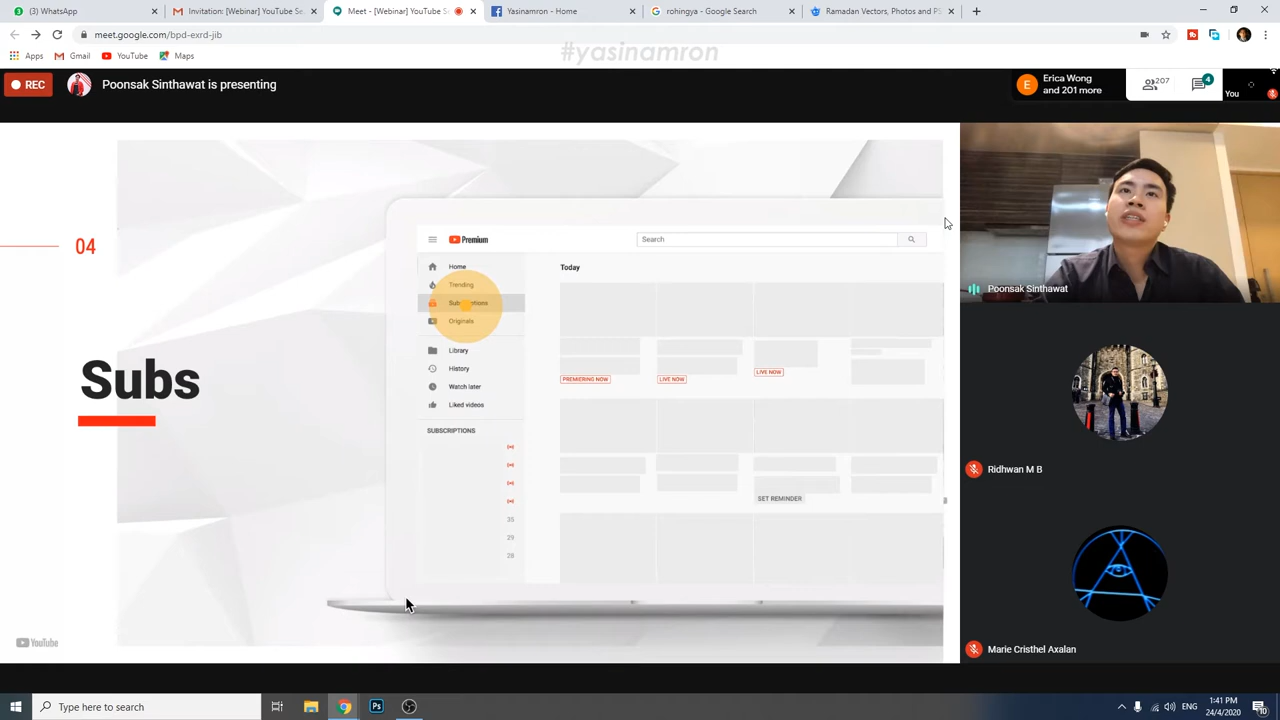 (3) WhatsApp
Invitation: [Webinar] YouTube Se
Meet - [Webinar] YouTube S
Yasinamron - Home
rohingya - Google Search
Ramadan Vectors, Photos and PS
meet.google.com/bpd-exrd-jib
Apps
Gmail
YouTube
Maps
#yasinamron
REC
Poonsak Sinthawat is presenting
E
Erica Wong
and 201 more
207
4
You
04
Subs
Premium
Search
Home
Trending
Subscriptions
Originals
Library
History
Watch later
Liked videos
SUBSCRIPTIONS
35
29
28
Today
PREMIERING NOW
LIVE NOW
LIVE NOW
SET REMINDER
YouTube
Poonsak Sinthawat
Ridhwan M B
Marie Cristhel Axalan
Type here to search
Ps
ENG
1:41 PM
24/4/2020
10